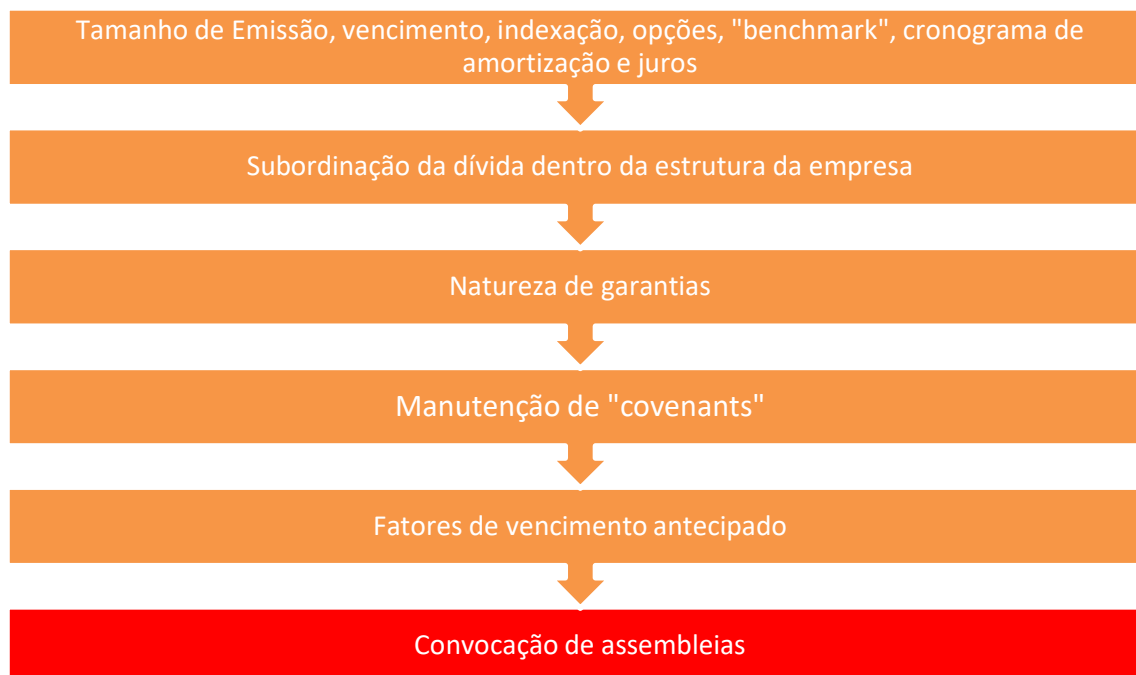 Tamanho de Emissão, vencimento, indexação, opções, "benchmark", cronograma de
amortização e juros
Subordinação da dívida dentro da estrutura da empresa
Natureza de garantias
Manutenção de "covenants"
Fatores de vencimento antecipado
Convocação de assembleias